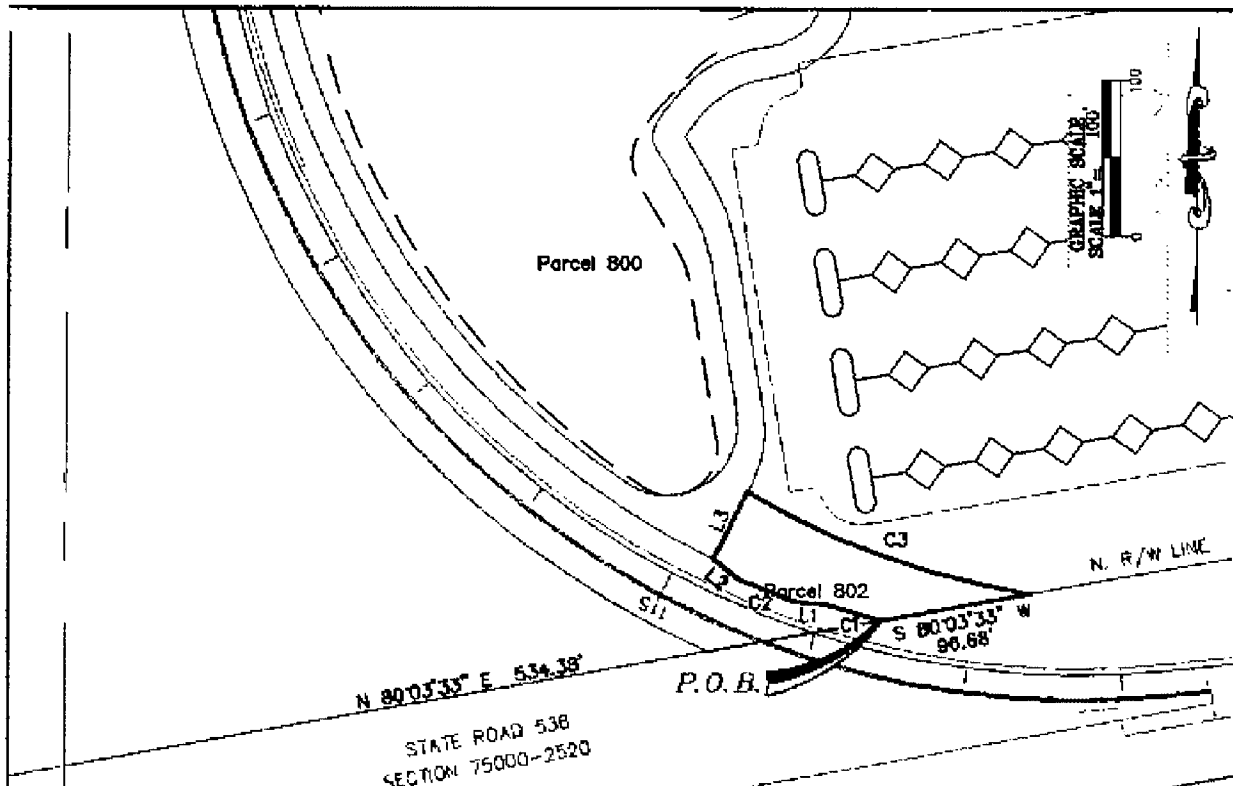 GRAPHIC SCALE
SCALE 1" = 100'
0
100
Parcel 800
L3
C3
N. R/W LINE
L2
Parcel 802
C2
L1
C1
S 80°03'33" W
96.68'
P.O.B.
N 80°03'33" E 534.38'
STATE ROAD 536
SECTION 75000-2520